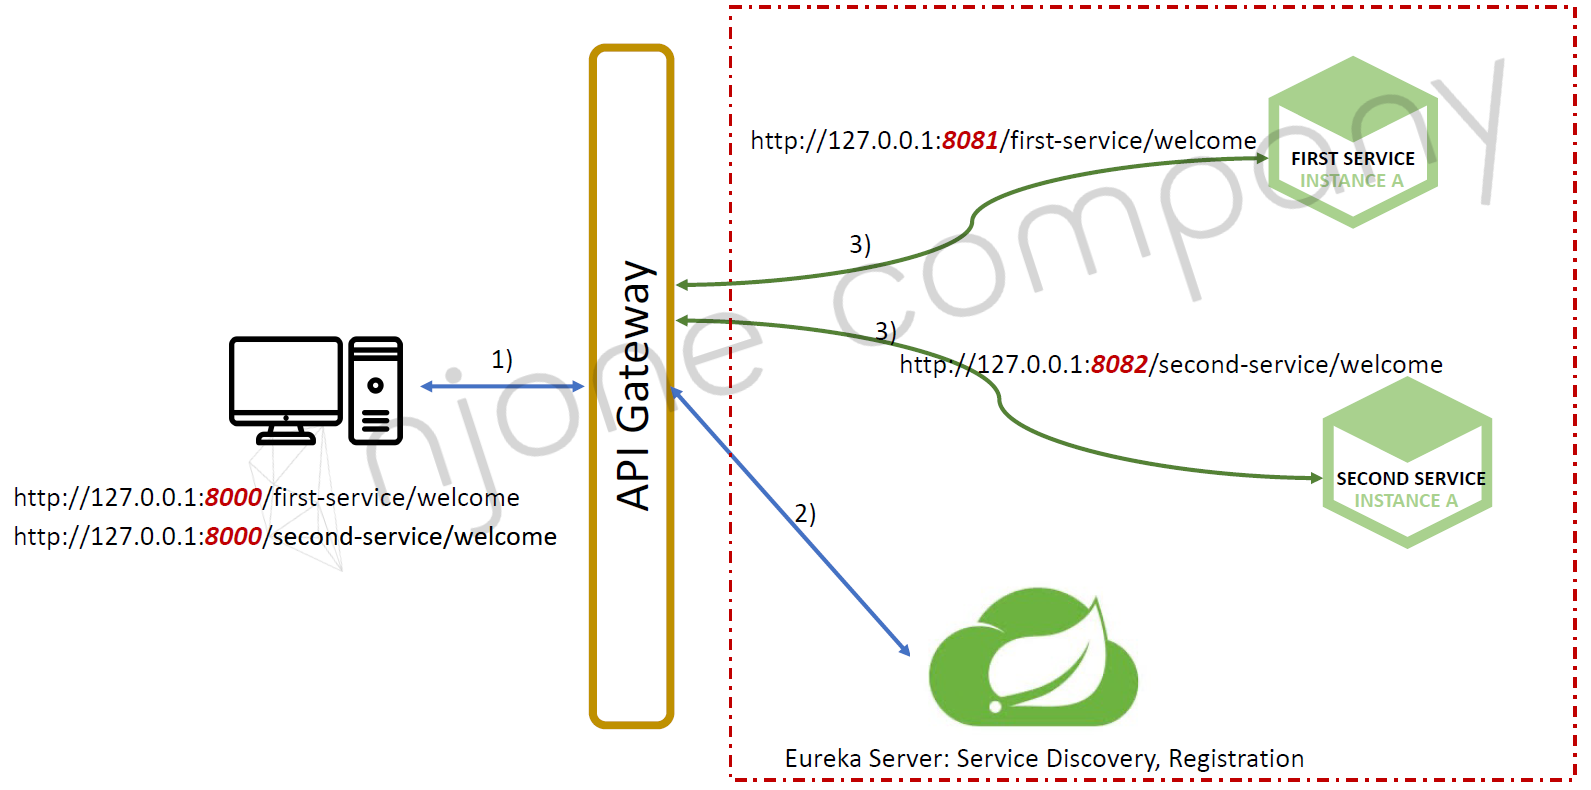 http://127.0.0.1:8081/first-service/welcome
FIRST SERVICE
INSTANCE A
3)
3)
http://127.0.0.1:8082/second-service/welcome
SECOND SERVICE
INSTANCE A
1)
API Gateway
http://127.0.0.1:8000/first-service/welcome
http://127.0.0.1:8000/second-service/welcome
2)
Eureka Server: Service Discovery, Registration
njone company